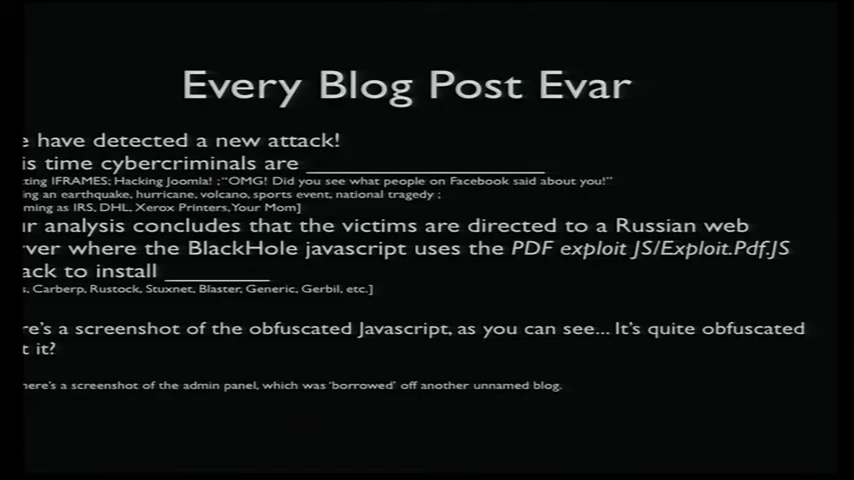 Every Blog Post Evar
e have detected a new attack!
is time cybercriminals are ____________________
ting IFRAMES; Hacking Joomla! ;"OMG! Did you see what people on Facebook said about you!"
ng an earthquake, hurricane, volcano, sports event, national tragedy ;
ming as IRS, DHL, Xerox Printers, Your Mom]
ur analysis concludes that the victims are directed to a Russian web
rver where the BlackHole javascript uses the PDF exploit JS/Exploit.Pdf.JS
ack to install _________
s, Carberp, Rustock, Stuxnet, Blaster, Generic, Gerbil, etc.]
re's a screenshot of the obfuscated Javascript, as you can see... It's quite obfuscated
t it?
here's a screenshot of the admin panel, which was 'borrowed' off another unnamed blog.